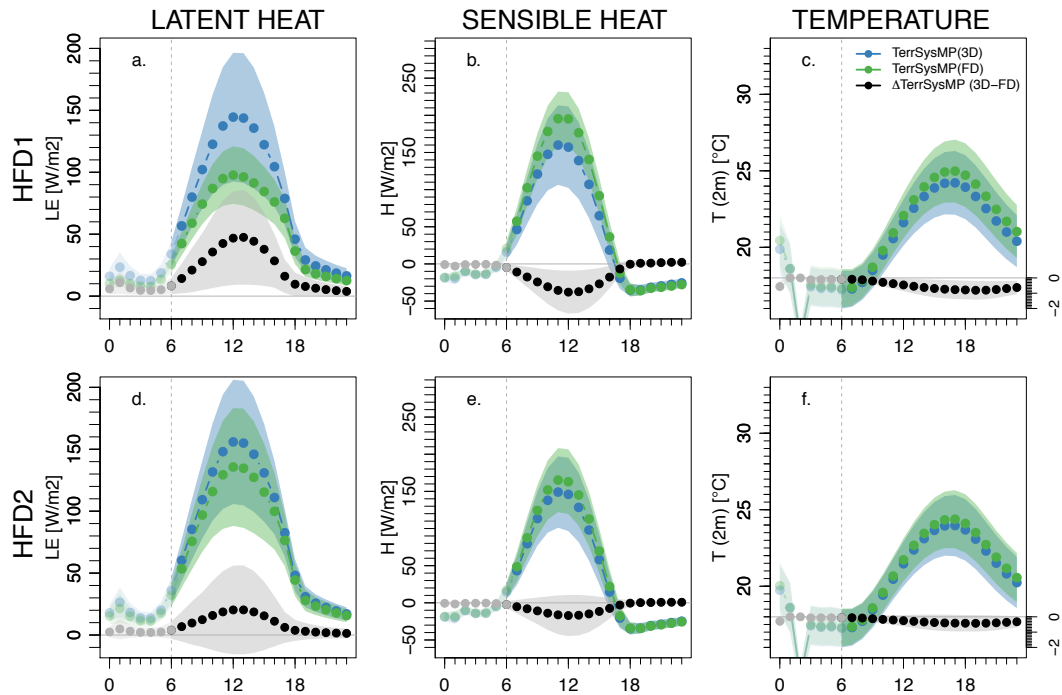 LATENT HEAT SENSIBLE HEAT TEMPERATURE
HFD1
LE [W/m2]
0 50 100 150 200
a.
0 6 12 18
H [W/m2]
−50 0 50 150 250
b.
0 6 12 18
T (2m) [°C]
20 25 30
c.
TerrSysMP(3D)
TerrSysMP(FD)
ΔTerrSysMP (3D−FD)
0 −2
0 6 12 18
HFD2
LE [W/m2]
0 50 100 150 200
d.
0 6 12 18
H [W/m2]
−50 0 50 150 250
e.
0 6 12 18
T (2m) [°C]
20 25 30
f.
0 −2
0 6 12 18